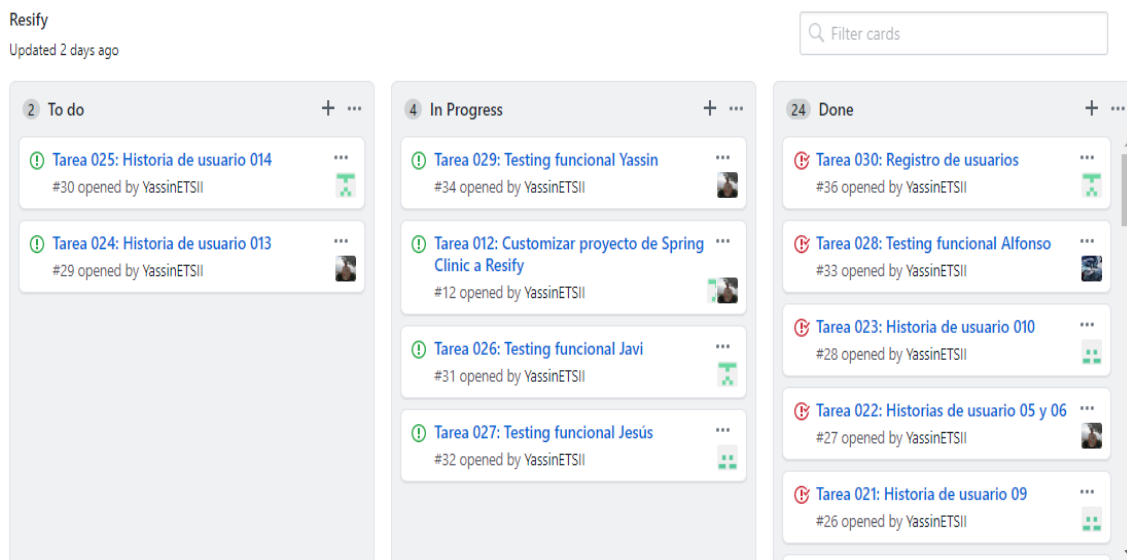 Resify
Updated 2 days ago
Filter cards
2 To do
Tarea 025: Historia de usuario 014
#30 opened by YassinETSII
Tarea 024: Historia de usuario 013
#29 opened by YassinETSII
4 In Progress
Tarea 029: Testing funcional Yassin
#34 opened by YassinETSII
Tarea 012: Customizar proyecto de Spring
Clinic a Resify
#12 opened by YassinETSII
Tarea 026: Testing funcional Javi
#31 opened by YassinETSII
Tarea 027: Testing funcional Jesús
#32 opened by YassinETSII
24 Done
Tarea 030: Registro de usuarios
#36 opened by YassinETSII
Tarea 028: Testing funcional Alfonso
#33 opened by YassinETSII
Tarea 023: Historia de usuario 010
#28 opened by YassinETSII
Tarea 022: Historias de usuario 05 y 06
#27 opened by YassinETSII
Tarea 021: Historia de usuario 09
#26 opened by YassinETSII